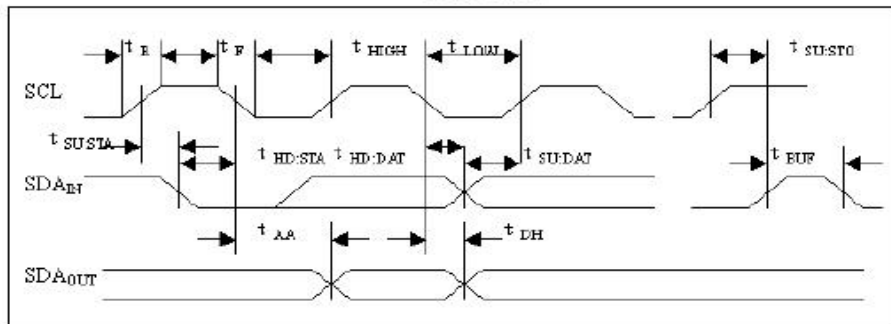 t R t F t HIGH t LOW t SU:STO
SCL
t SU:STA t HD:STA t HD:DAT t SU:DAT t BUF
SDA IN
t AA t DH
SDA OUT